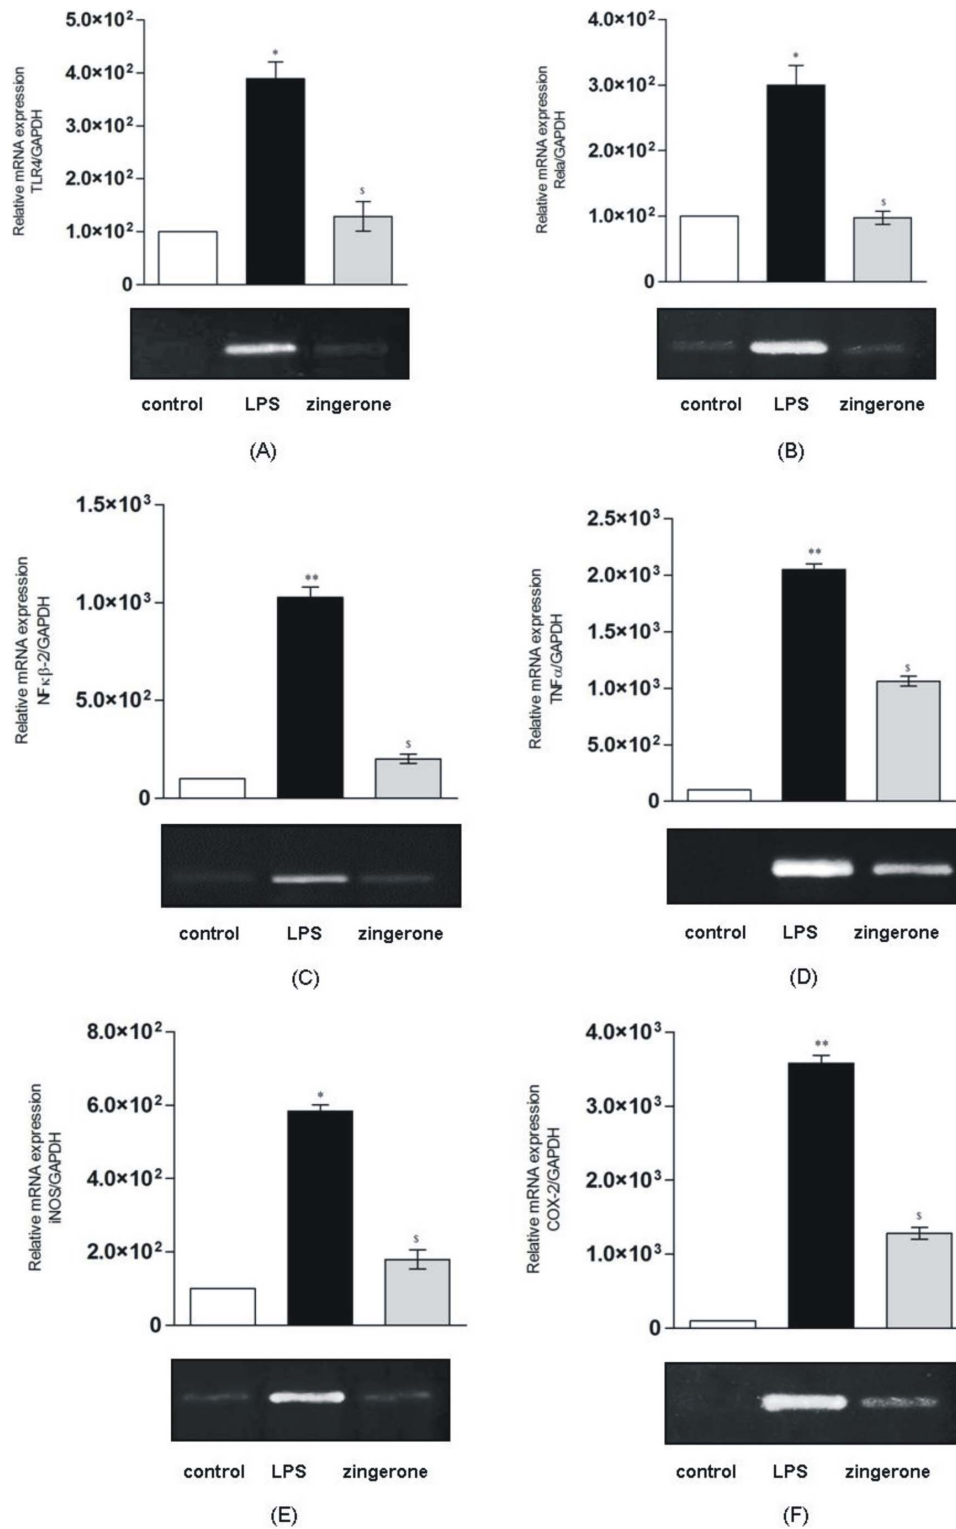 5.0×10²
4.0×10²
3.0×10²
2.0×10²
1.0×10²
0
Relative mRNA expression
TLR4/GAPDH
*
$
control LPS zingerone
(A)
4.0×10²
3.0×10²
2.0×10²
1.0×10²
0
Relative mRNA expression
Rela/GAPDH
*
$
control LPS zingerone
(B)
1.5×10³
1.0×10³
5.0×10²
0
Relative mRNA expression
NFκβ-2/GAPDH
**
$
control LPS zingerone
(C)
2.5×10³
2.0×10³
1.5×10³
1.0×10³
5.0×10²
0
Relative mRNA expression
TNFα/GAPDH
**
$
control LPS zingerone
(D)
8.0×10²
6.0×10²
4.0×10²
2.0×10²
0
Relative mRNA expression
iNOS/GAPDH
*
$
control LPS zingerone
(E)
4.0×10³
3.0×10³
2.0×10³
1.0×10³
0
Relative mRNA expression
COX-2/GAPDH
**
$
control LPS zingerone
(F)